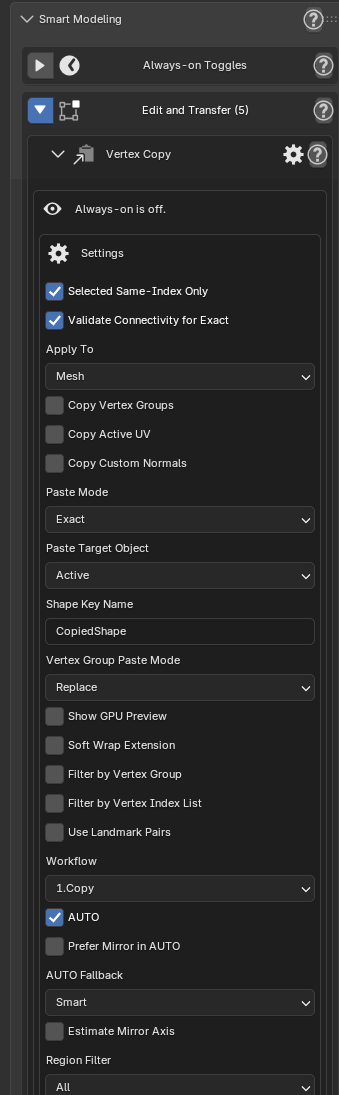 Smart Modeling
?
Always-on Toggles
?
Edit and Transfer (5)
?
Vertex Copy
?
Always-on is off.
Settings
Selected Same-Index Only
Validate Connectivity for Exact
Apply To
Mesh
Copy Vertex Groups
Copy Active UV
Copy Custom Normals
Paste Mode
Exact
Paste Target Object
Active
Shape Key Name
CopiedShape
Vertex Group Paste Mode
Replace
Show GPU Preview
Soft Wrap Extension
Filter by Vertex Group
Filter by Vertex Index List
Use Landmark Pairs
Workflow
1.Copy
AUTO
Prefer Mirror in AUTO
AUTO Fallback
Smart
Estimate Mirror Axis
Region Filter
All